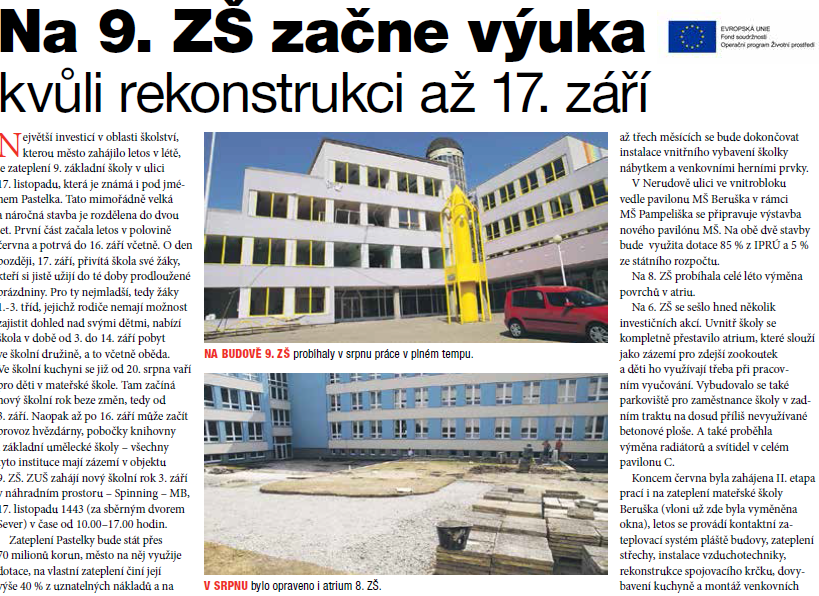 Na 9. ZŠ začne výuka
kvůli rekonstrukci až 17. září
EVROPSKÁ UNIE
Fond soudržnosti
Operační program Životní prostředí
Největší investicí v oblasti školství,
kterou město zahájilo letos v létě,
je zateplení 9. základní školy v ulici
17. listopadu, která je známá i pod jmé-
nem Pastelka. Tato mimořádně velká
a náročná stavba je rozdělena do dvou
let. První část začala letos v polovině
června a potrvá do 16. září včetně. O den
později, 17. září, přivítá škola své žáky,
kteří si jistě užijí do té doby prodloužené
prázdniny. Pro ty nejmladší, tedy žáky
1.-3. tříd, jejichž rodiče nemají možnost
zajistit dohled nad svými dětmi, nabízí
škola v době od 3. do 14. září pobyt
ve školní družině, a to včetně oběda.
Ve školní kuchyni se již od 20. srpna vaří
pro děti v mateřské škole. Tam začíná
nový školní rok beze změn, tedy od
3. září. Naopak až po 16. září může začít
provoz hvězdárny, pobočky knihovny
základní umělecké školy – všechny
tyto instituce mají zázemí v objektu
9. ZŠ. ZUŠ zahájí nový školní rok 3. září
v náhradním prostoru – Spinning – MB,
17. listopadu 1443 (za sběrným dvorem
Sever) v čase od 10.00–17.00 hodin.
Zateplení Pastelky bude stát přes
70 milionů korun, město na něj využije
dotace, na vlastní zateplení činí její
výše 40 % z uznatelných nákladů a na
NA BUDOVĚ 9. ZŠ probíhaly v srpnu práce v plném tempu.
V SRPNU bylo opraveno i atrium 8. ZŠ.
až třech měsících se bude dokončovat
instalace vnitřního vybavení školky
nábytkem a venkovními herními prvky.
V Nerudově ulici ve vnitrobloku
vedle pavilonu MŠ Beruška v rámci
MŠ Pampeliška se připravuje výstavba
nového pavilónu MŠ. Na obě dvě stavby
bude využita dotace 85 % z IPRÚ a 5 %
ze státního rozpočtu.
Na 8. ZŠ probíhala celé léto výměna
povrchů v atriu.
Na 6. ZŠ se sešlo hned několik
investičních akcí. Uvnitř školy se
kompletně přestavilo atrium, které slouží
jako zázemí pro zdejší zookoutek
a děti ho využívají třeba při pracov-
ním vyučování. Vybudovalo se také
parkoviště pro zaměstnance školy v zad-
ním traktu na dosud příliš nevyužívané
betonové ploše. A také proběhla
výměna radiátorů a svítidel v celém
pavilonu C.
Koncem června byla zahájena II. etapa
prací i na zateplení mateřské školy
Beruška (vloni už zde byla vyměněna
okna), letos se provádí kontaktní za-
teplovací systém pláště budovy, zateplení
střechy, instalace vzduchotechniky,
rekonstrukce spojovacího krčku, dovy-
bavení kuchyně a montáž venkovních